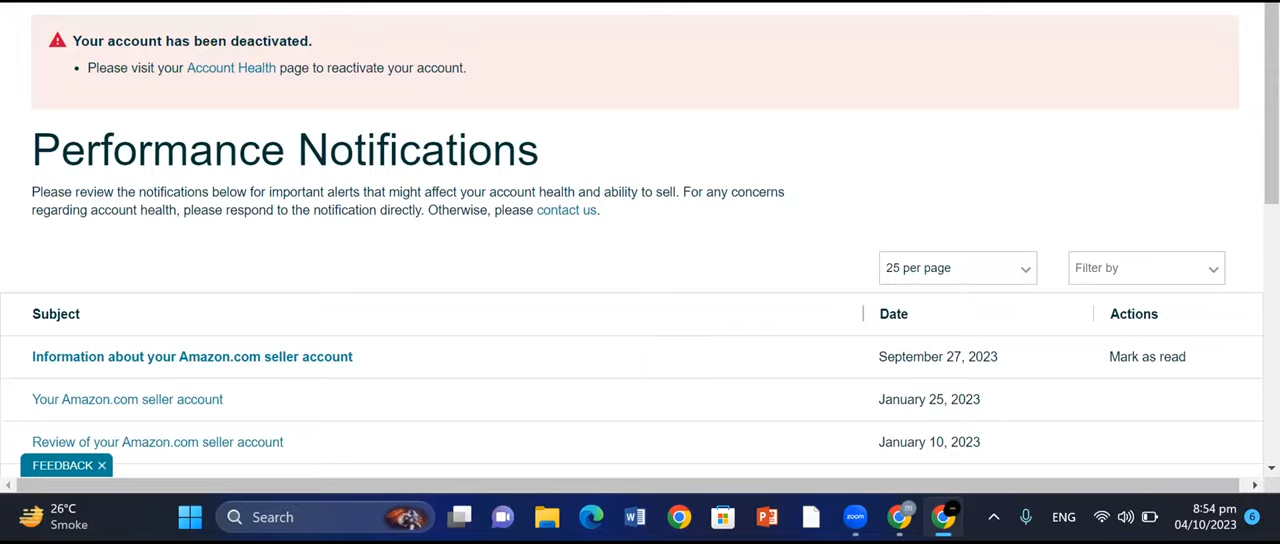 Your account has been deactivated.
• Please visit your Account Health page to reactivate your account.
Performance Notifications
Please review the notifications below for important alerts that might affect your account health and ability to sell. For any concerns
regarding account health, please respond to the notification directly. Otherwise, please contact us.
25 per page
Filter by
Subject Date Actions
Information about your Amazon.com seller account September 27, 2023 Mark as read
Your Amazon.com seller account January 25, 2023
Review of your Amazon.com seller account January 10, 2023
FEEDBACK ×
26°C
Smoke
Search
zoom
m
ENG
8:54 pm
04/10/2023
6